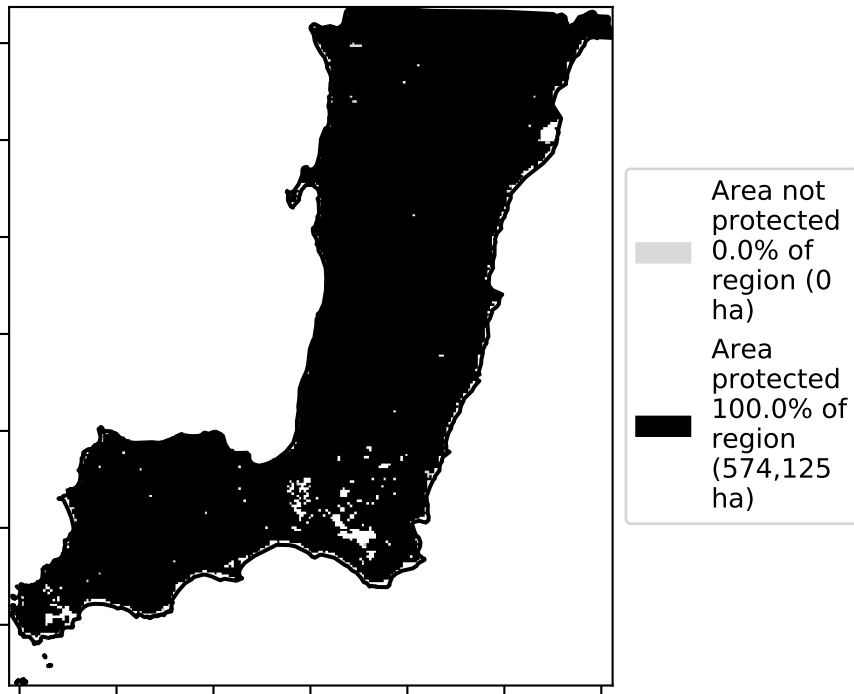 Area not
protected
0.0% of
region (0
ha)
Area
protected
100.0% of
region
(574,125
ha)